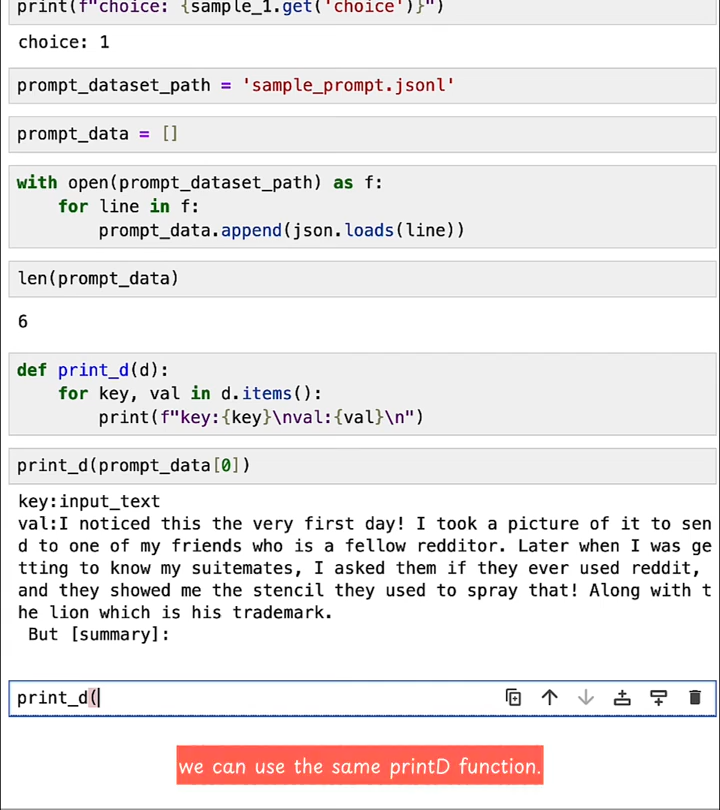 print(f"choice: {sample_1.get('choice')}")
choice: 1
prompt_dataset_path = 'sample_prompt.jsonl'
prompt_data = []
with open(prompt_dataset_path) as f:
    for line in f:
        prompt_data.append(json.loads(line))
len(prompt_data)
6
def print_d(d):
    for key, val in d.items():
        print(f"key:{key}\nval:{val}\n")
print_d(prompt_data[0])
key:input_text
val:I noticed this the very first day! I took a picture of it to sen
d to one of my friends who is a fellow redditor. Later when I was ge
tting to know my suitemates, I asked them if they ever used reddit,
and they showed me the stencil they used to spray that! Along with t
he lion which is his trademark.
 But [summary]:
print_d(
we can use the same printD function.